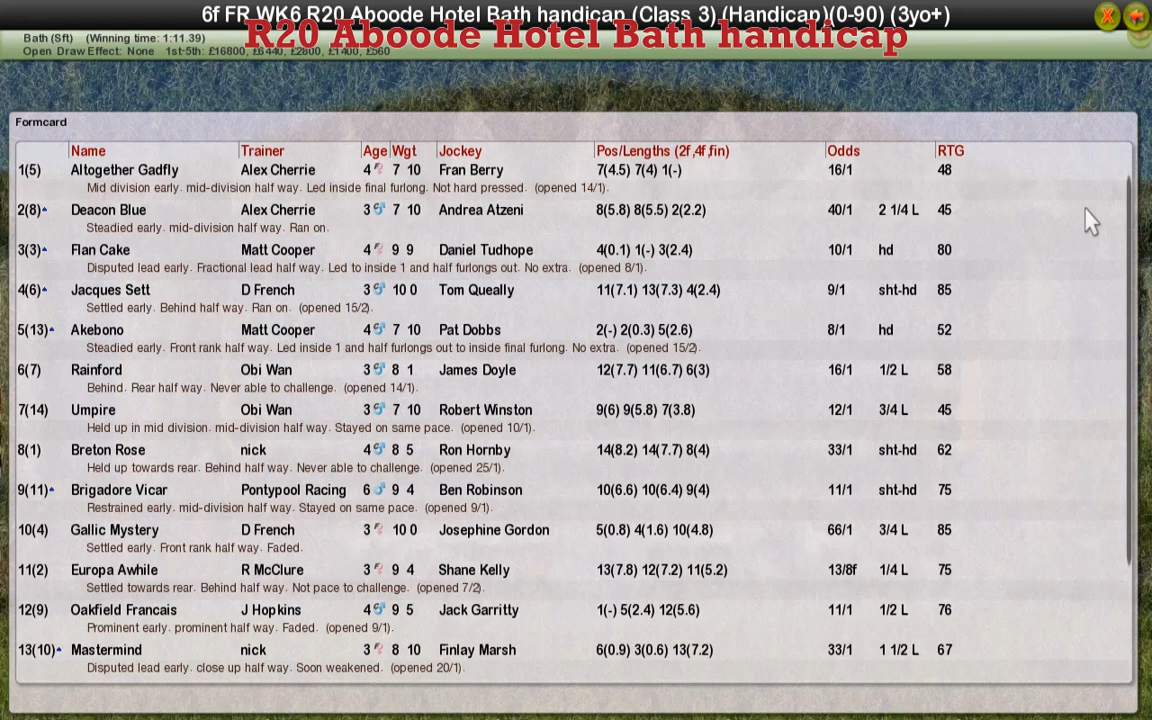 6f FR WK6 R20 Aboode Hotel Bath handicap (Class 3) (Handicap)(0-90) (3yo+)
R20 Aboode Hotel Bath handicap
Bath (Sft) (Winning time: 1:11.39)
Open Draw Effect: None 1st-5th: £16800, £6440, £2800, £1400, £560
Formcard
Name Trainer Age Wgt Jockey Pos/Lengths (2f,4f,fin) Odds RTG
1(5) Altogether Gadfly Alex Cherrie 4 7 10 Fran Berry 7(4.5) 7(4) 1(-) 16/1 48
Mid division early. mid-division half way. Led inside final furlong. Not hard pressed. (opened 14/1).
2(8) Deacon Blue Alex Cherrie 3 7 10 Andrea Atzeni 8(5.8) 8(5.5) 2(2.2) 40/1 2 1/4 L 45
Steadied early. mid-division half way. Ran on.
3(3) Flan Cake Matt Cooper 4 9 9 Daniel Tudhope 4(0.1) 1(-) 3(2.4) 10/1 hd 80
Disputed lead early. Fractional lead half way. Led to inside 1 and half furlongs out. No extra. (opened 8/1).
4(6) Jacques Sett D French 3 10 0 Tom Queally 11(7.1) 13(7.3) 4(2.4) 9/1 sht-hd 85
Settled early. Behind half way. Ran on. (opened 15/2).
5(13) Akebono Matt Cooper 4 7 10 Pat Dobbs 2(-) 2(0.3) 5(2.6) 8/1 hd 52
Steadied early. Front rank half way. Led inside 1 and half furlongs out to inside final furlong. No extra. (opened 15/2).
6(7) Rainford Obi Wan 3 8 1 James Doyle 12(7.7) 11(6.7) 6(3) 16/1 1/2 L 58
Behind. Rear half way. Never able to challenge. (opened 14/1).
7(14) Umpire Obi Wan 3 7 10 Robert Winston 9(6) 9(5.8) 7(3.8) 12/1 3/4 L 45
Held up in mid division. mid-division half way. Stayed on same pace. (opened 10/1).
8(1) Breton Rose nick 4 8 5 Ron Hornby 14(8.2) 14(7.7) 8(4) 33/1 sht-hd 62
Held up towards rear. Behind half way. Never able to challenge. (opened 25/1).
9(11) Brigadore Vicar Pontypool Racing 6 9 4 Ben Robinson 10(6.6) 10(6.4) 9(4) 11/1 sht-hd 75
Restrained early. mid-division half way. Stayed on same pace. (opened 9/1).
10(4) Gallic Mystery D French 3 10 0 Josephine Gordon 5(0.8) 4(1.6) 10(4.8) 66/1 3/4 L 85
Settled early. Front rank half way. Faded.
11(2) Europa Awhile R McClure 3 9 4 Shane Kelly 13(7.8) 12(7.2) 11(5.2) 13/8f 1/4 L 75
Settled towards rear. Behind half way. Not pace to challenge. (opened 7/2).
12(9) Oakfield Francais J Hopkins 4 9 5 Jack Garritty 1(-) 5(2.4) 12(5.6) 11/1 1/2 L 76
Prominent early. prominent half way. Faded. (opened 9/1).
13(10) Mastermind nick 3 8 10 Finlay Marsh 6(0.9) 3(0.6) 13(7.2) 33/1 1 1/2 L 67
Disputed lead early. close up half way. Soon weakened. (opened 20/1).